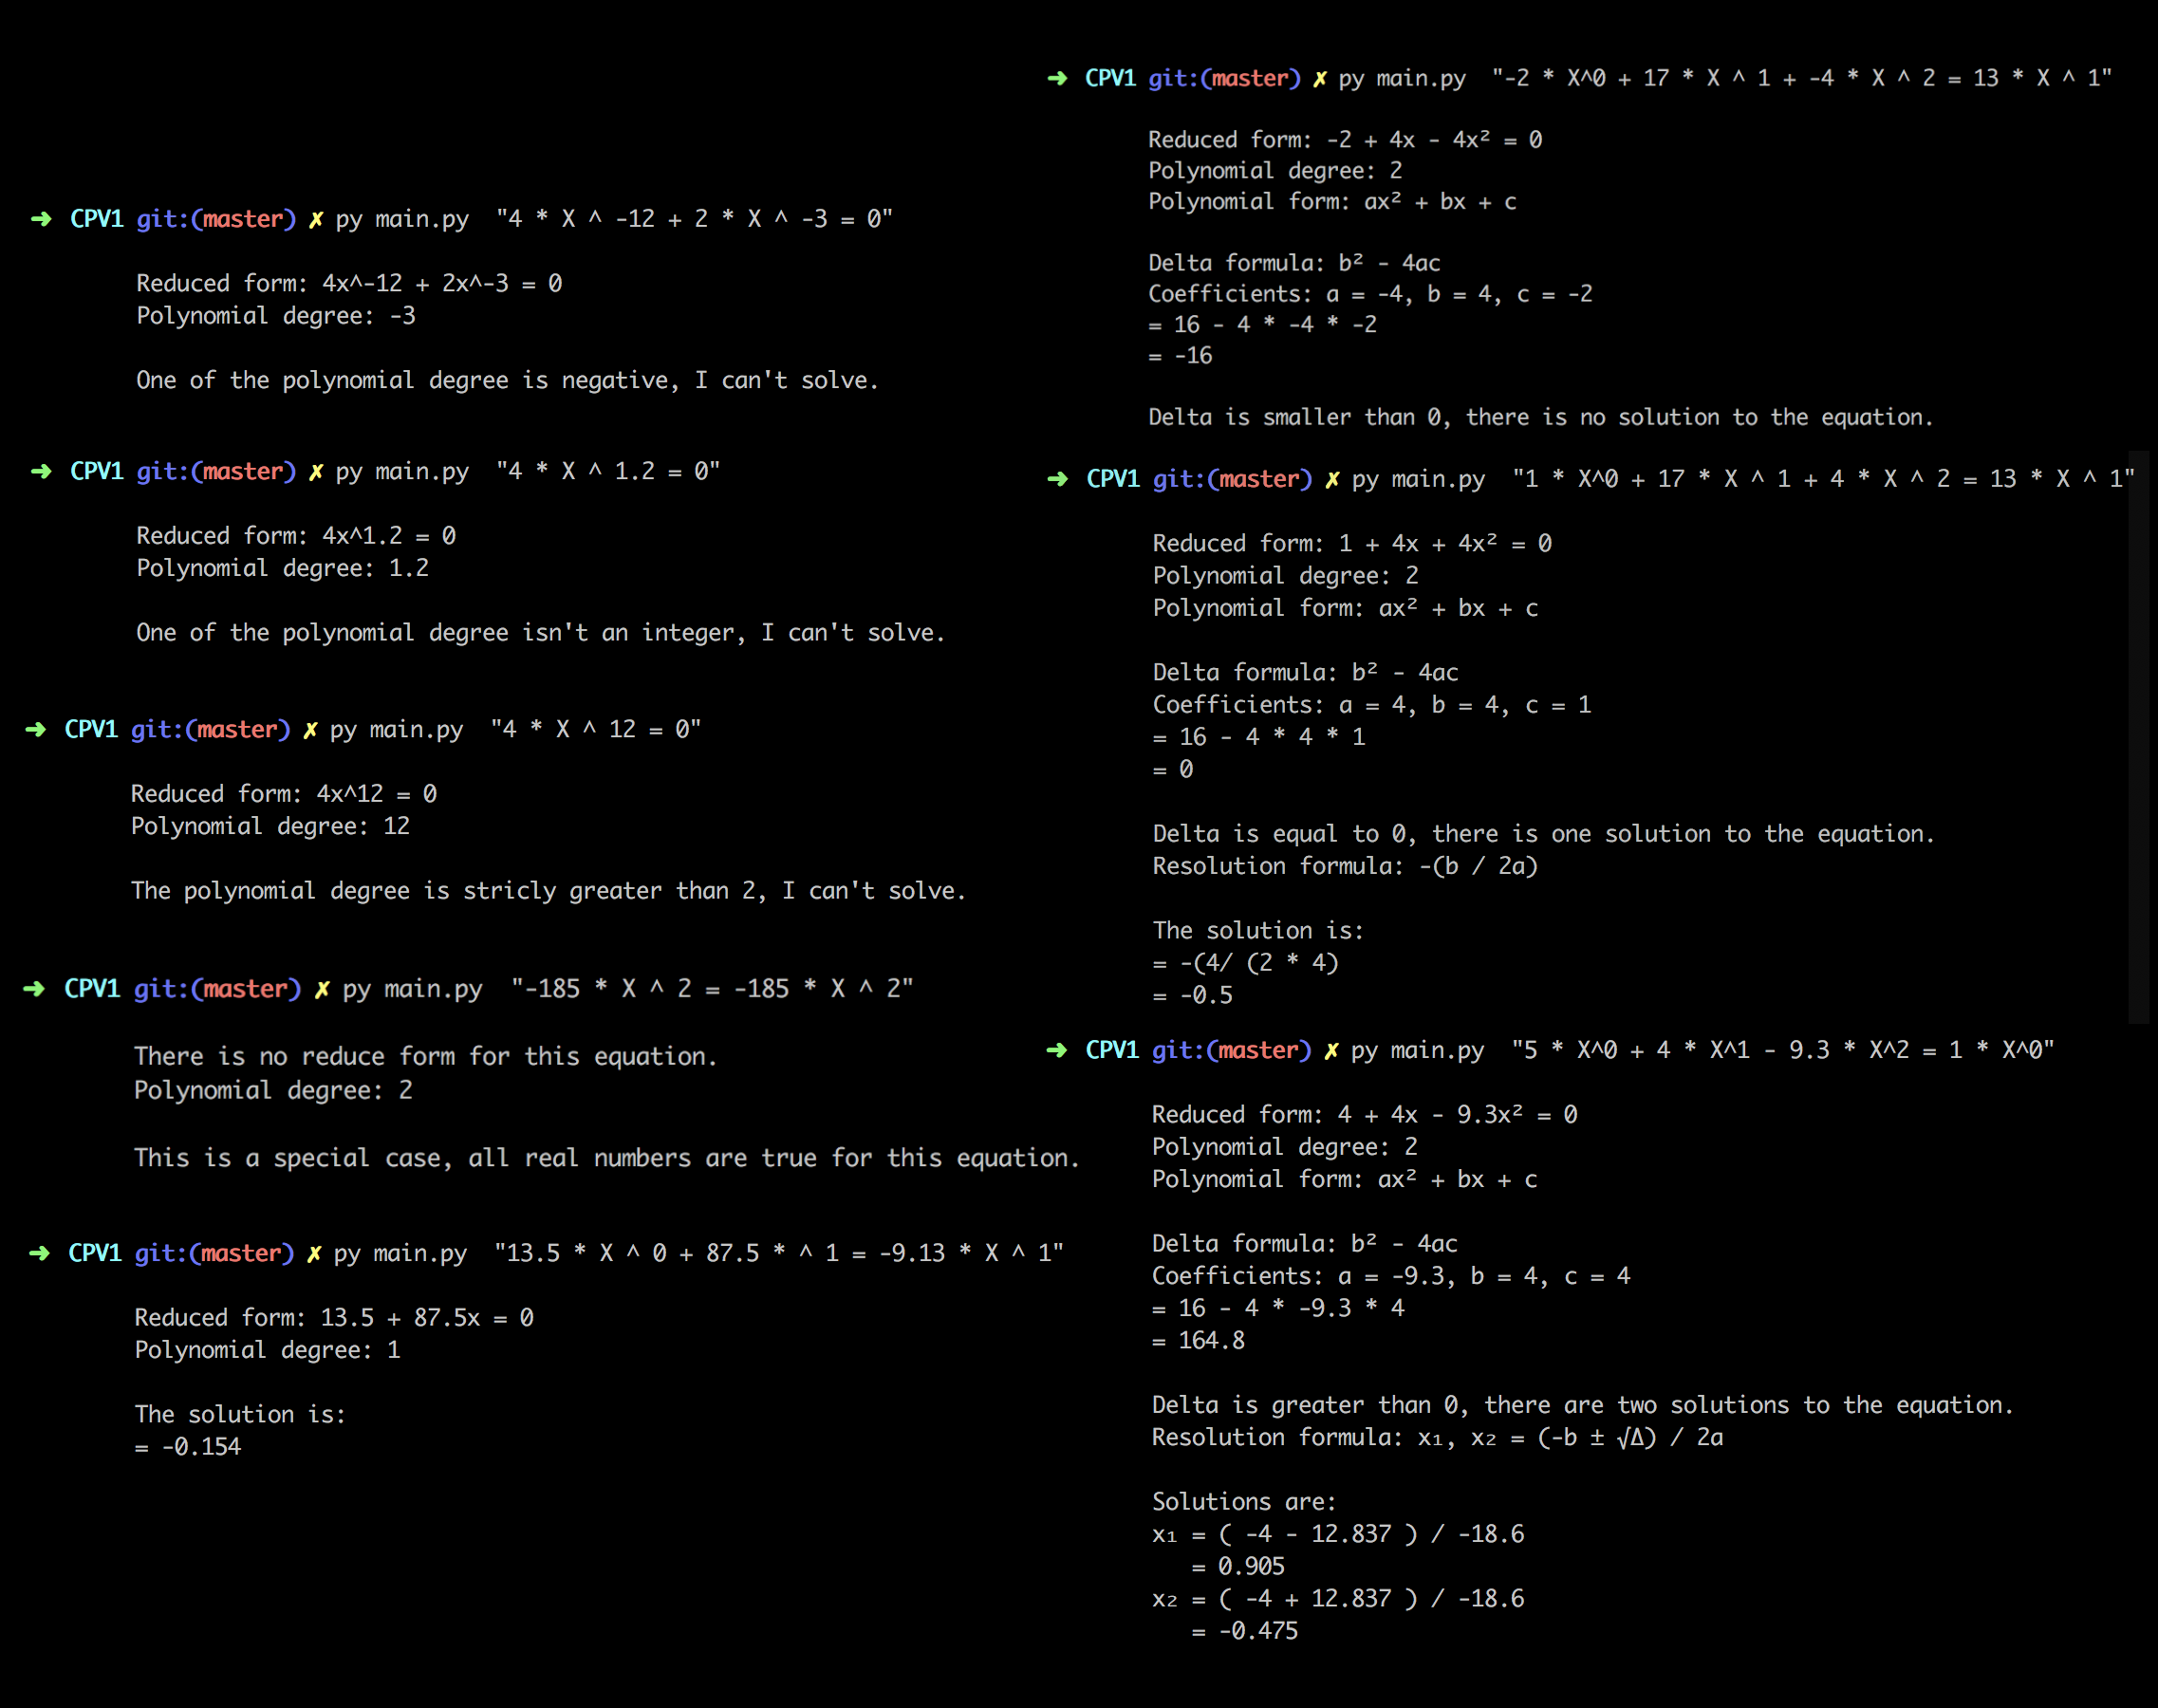 ➜ CPV1 git:(master) ✗ py main.py "4 * X ^ -12 + 2 * X ^ -3 = 0"
Reduced form: 4x^-12 + 2x^-3 = 0
Polynomial degree: -3
One of the polynomial degree is negative, I can't solve.
➜ CPV1 git:(master) ✗ py main.py "4 * X ^ 1.2 = 0"
Reduced form: 4x^1.2 = 0
Polynomial degree: 1.2
One of the polynomial degree isn't an integer, I can't solve.
➜ CPV1 git:(master) ✗ py main.py "4 * X ^ 12 = 0"
Reduced form: 4x^12 = 0
Polynomial degree: 12
The polynomial degree is stricly greater than 2, I can't solve.
➜ CPV1 git:(master) ✗ py main.py "-185 * X ^ 2 = -185 * X ^ 2"
There is no reduce form for this equation.
Polynomial degree: 2
This is a special case, all real numbers are true for this equation.
➜ CPV1 git:(master) ✗ py main.py "13.5 * X ^ 0 + 87.5 * ^ 1 = -9.13 * X ^ 1"
Reduced form: 13.5 + 87.5x = 0
Polynomial degree: 1
The solution is:
= -0.154
➜ CPV1 git:(master) ✗ py main.py "-2 * X^0 + 17 * X ^ 1 + -4 * X ^ 2 = 13 * X ^ 1"
Reduced form: -2 + 4x - 4x² = 0
Polynomial degree: 2
Polynomial form: ax² + bx + c
Delta formula: b² - 4ac
Coefficients: a = -4, b = 4, c = -2
= 16 - 4 * -4 * -2
= -16
Delta is smaller than 0, there is no solution to the equation.
➜ CPV1 git:(master) ✗ py main.py "1 * X^0 + 17 * X ^ 1 + 4 * X ^ 2 = 13 * X ^ 1"
Reduced form: 1 + 4x + 4x² = 0
Polynomial degree: 2
Polynomial form: ax² + bx + c
Delta formula: b² - 4ac
Coefficients: a = 4, b = 4, c = 1
= 16 - 4 * 4 * 1
= 0
Delta is equal to 0, there is one solution to the equation.
Resolution formula: -(b / 2a)
The solution is:
= -(4/ (2 * 4)
= -0.5
➜ CPV1 git:(master) ✗ py main.py "5 * X^0 + 4 * X^1 - 9.3 * X^2 = 1 * X^0"
Reduced form: 4 + 4x - 9.3x² = 0
Polynomial degree: 2
Polynomial form: ax² + bx + c
Delta formula: b² - 4ac
Coefficients: a = -9.3, b = 4, c = 4
= 16 - 4 * -9.3 * 4
= 164.8
Delta is greater than 0, there are two solutions to the equation.
Resolution formula: x₁, x₂ = (-b ± √Δ) / 2a
Solutions are:
x₁ = ( -4 - 12.837 ) / -18.6
= 0.905
x₂ = ( -4 + 12.837 ) / -18.6
= -0.475